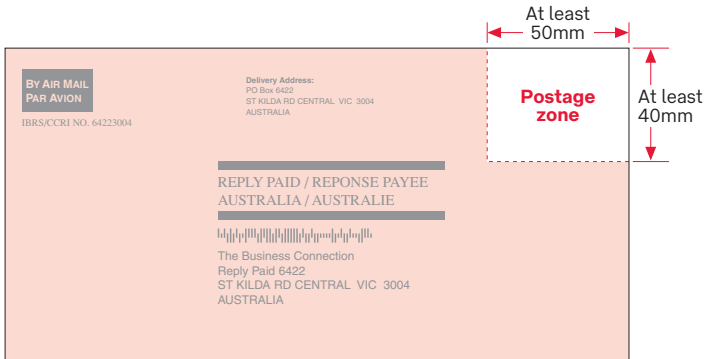 At least
50mm
BY AIR MAIL
PAR AVION
IBRS/CCRI NO. 64223004
Delivery Address:
PO Box 6422
ST KILDA RD CENTRAL VIC 3004
AUSTRALIA
Postage
zone
At least
40mm
REPLY PAID / REPONSE PAYEE
AUSTRALIA / AUSTRALIE
The Business Connection
Reply Paid 6422
ST KILDA RD CENTRAL VIC 3004
AUSTRALIA